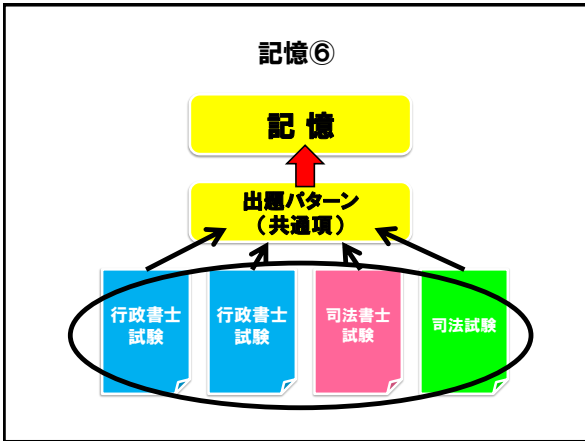 記憶⑥
記 憶
出題パターン
（共通項）
行政書士
試験
行政書士
試験
司法書士
試験
司法試験